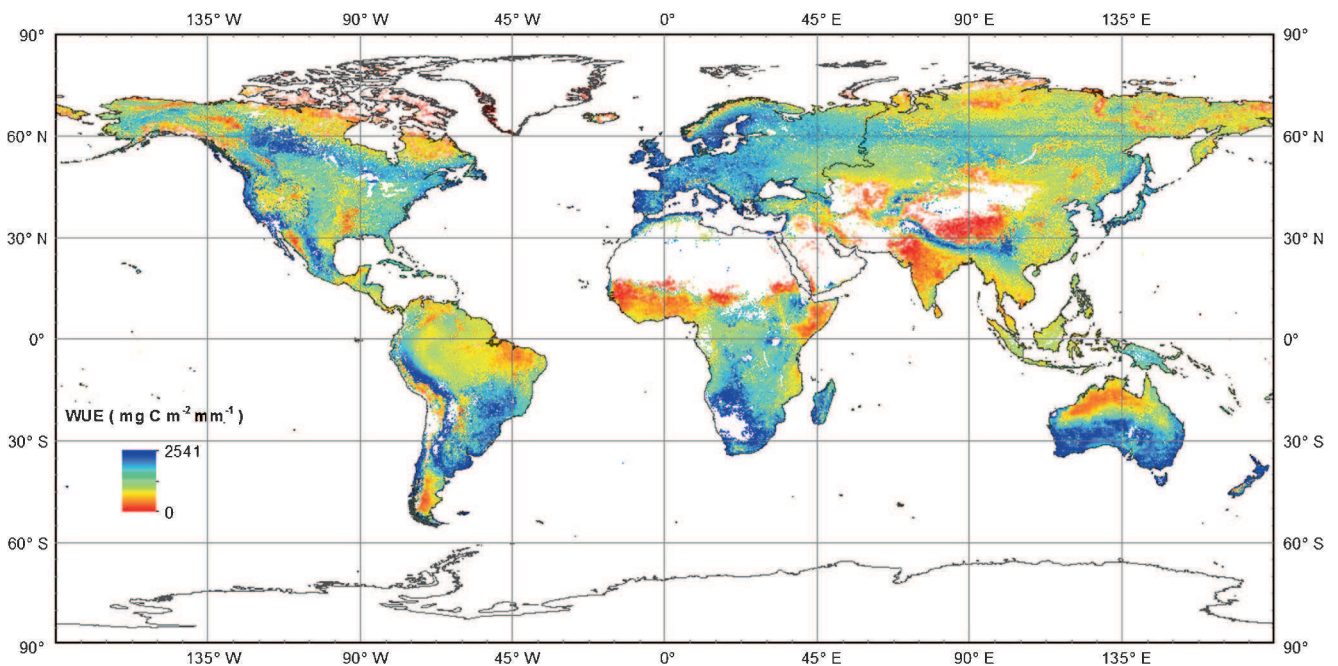 135° W 90° W 45° W 0° 45° E 90° E 135° E
90° 90°
60° N 60° N
30° N 30° N
0° 0°
WUE ( mg C m⁻² mm⁻¹ )
2541
30° S 30° S
0
60° S 60° S
90° 90°
135° W 90° W 45° W 0° 45° E 90° E 135° E